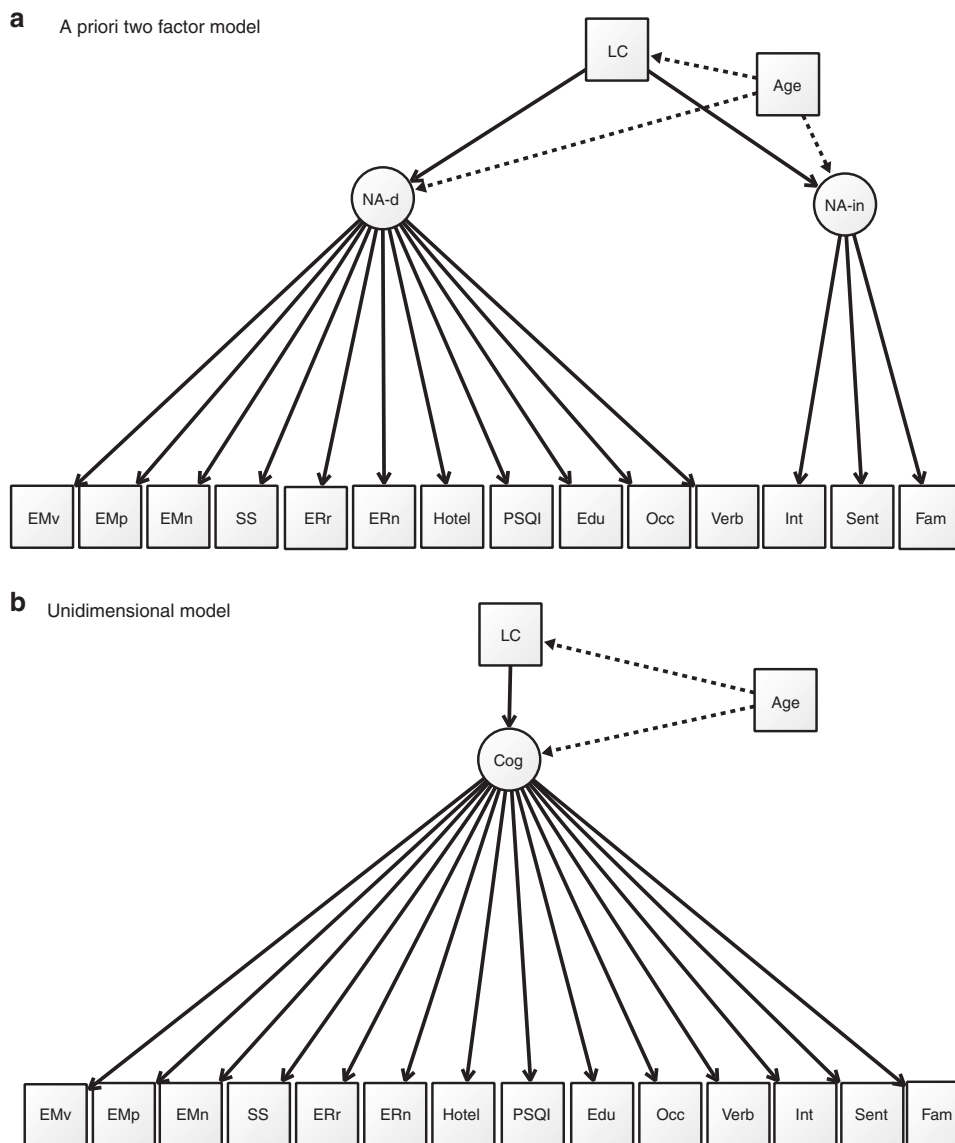 a A priori two factor model
LC
Age
NA-d
NA-in
EMv EMp EMn SS ERr ERn Hotel PSQI Edu Occ Verb Int Sent Fam
b Unidimensional model
LC
Age
Cog
EMv EMp EMn SS ERr ERn Hotel PSQI Edu Occ Verb Int Sent Fam